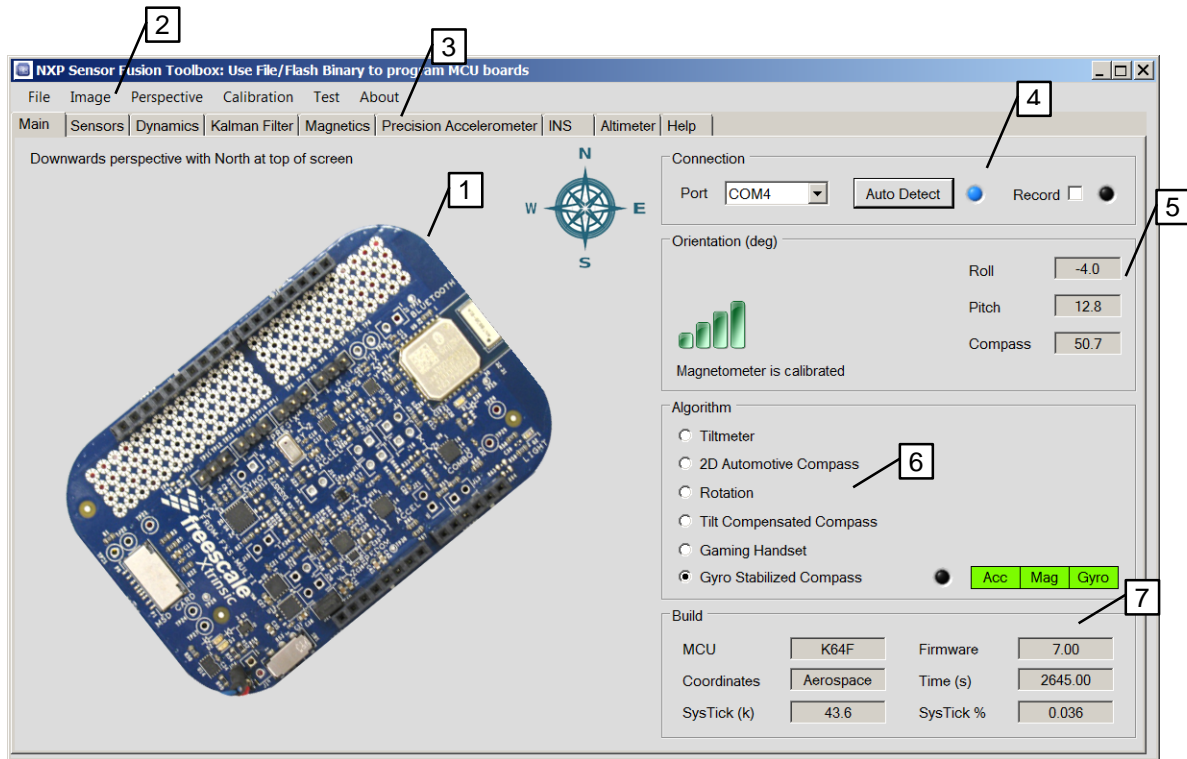 2
3
NXP Sensor Fusion Toolbox: Use File/Flash Binary to program MCU boards
File Image Perspective Calibration Test About
4
Main Sensors Dynamics Kalman Filter Magnetics Precision Accelerometer INS Altimeter Help
Downwards perspective with North at top of screen
N
W E
S
1
Connection
Port COM4 Auto Detect Record
5
Orientation (deg)
Roll -4.0
Pitch 12.8
Compass 50.7
Magnetometer is calibrated
Algorithm
Tiltmeter
2D Automotive Compass
6
Rotation
Tilt Compensated Compass
Gaming Handset
Gyro Stabilized Compass Acc Mag Gyro
7
Build
MCU K64F Firmware 7.00
Coordinates Aerospace Time (s) 2645.00
SysTick (k) 43.6 SysTick % 0.036
BLUETOOTH
LIGHT
freescale
Xtrinsic